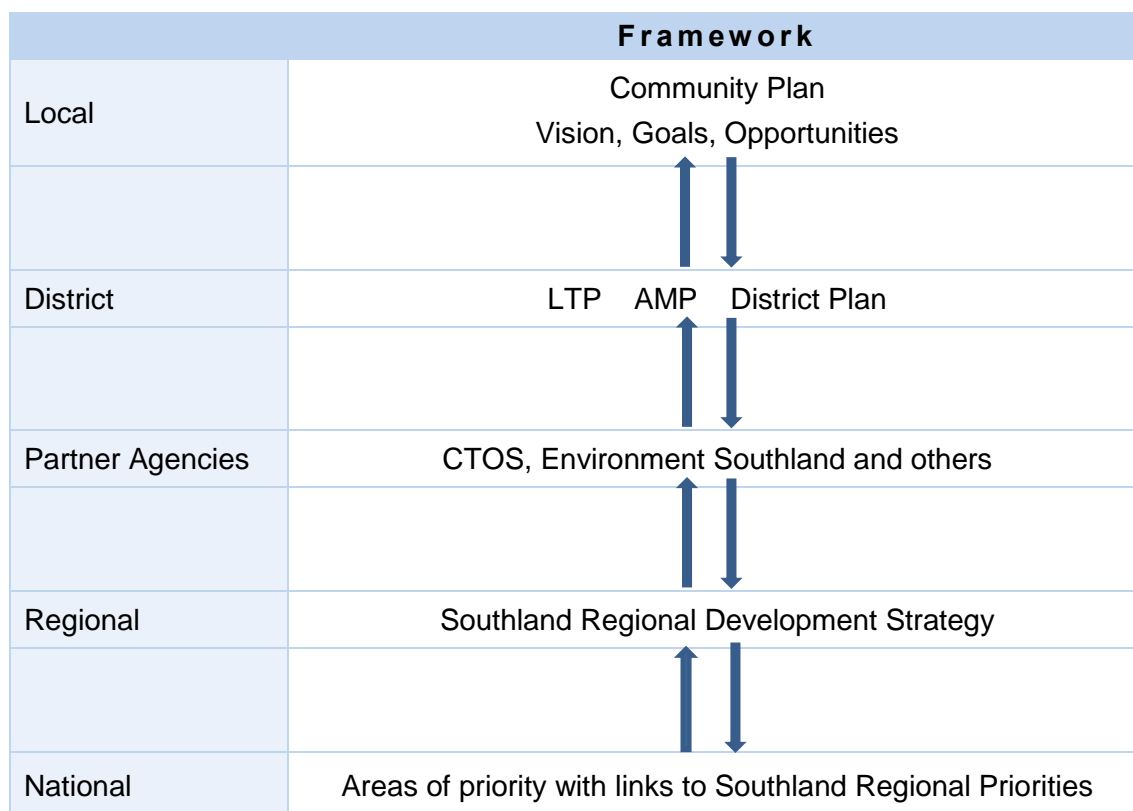 Framework
Local
Community Plan
Vision, Goals, Opportunities
District
LTP AMP District Plan
Partner Agencies
CTOS, Environment Southland and others
Regional
Southland Regional Development Strategy
National
Areas of priority with links to Southland Regional Priorities